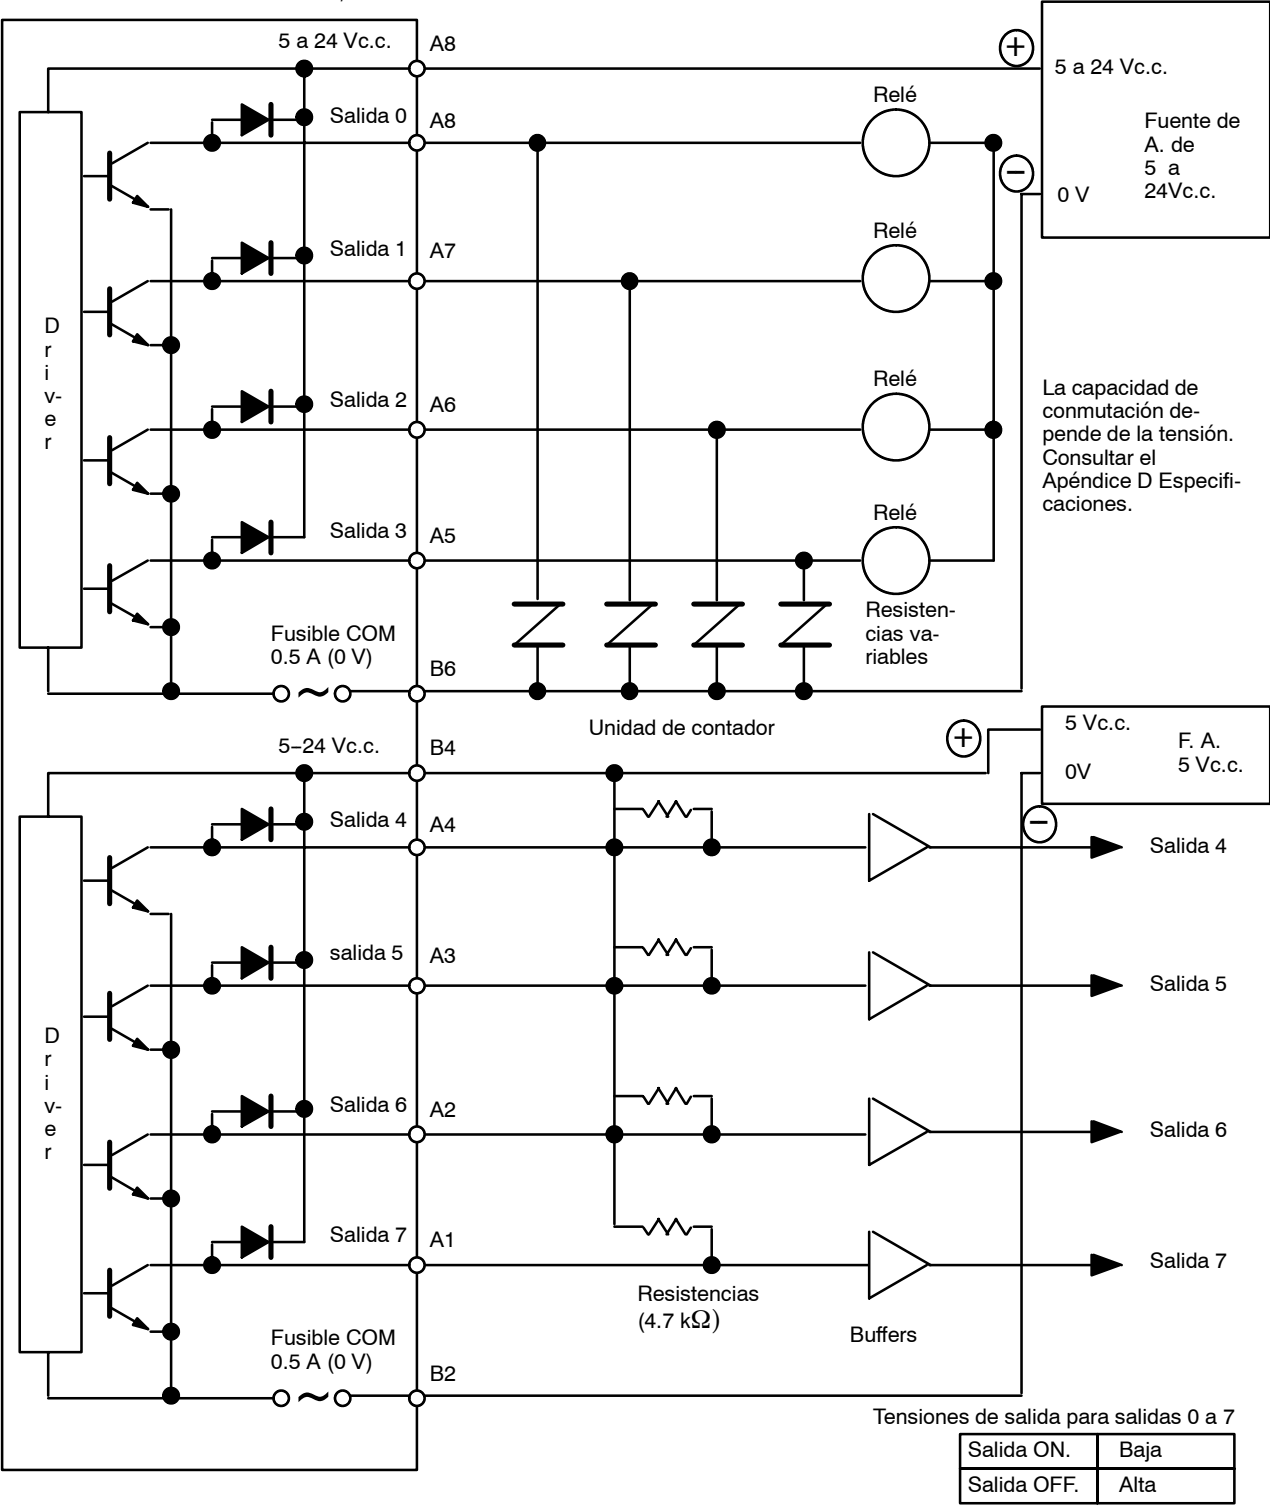 5 a 24 Vc.c.
A8
+
5 a 24 Vc.c.
Relé
Salida 0
A8
Fuente de
A. de
5 a
24Vc.c.
−
0 V
Relé
Salida 1
A7
D
r
i
v-
e
r
Relé
Salida 2
A6
La capacidad de
conmutación de-
pende de la tensión.
Consultar el
Apéndice D Especifi-
caciones.
Relé
Salida 3
A5
Resisten-
cias va-
riables
Fusible COM
0.5 A (0 V)
B6
Unidad de contador
5 Vc.c.
F. A.
5 Vc.c.
+
0V
−
5–24 Vc.c.
B4
Salida 4
A4
Salida 4
salida 5
A3
Salida 5
D
r
i
v-
e
r
Salida 6
A2
Salida 6
Salida 7
A1
Salida 7
Resistencias
(4.7 kΩ)
Buffers
Fusible COM
0.5 A (0 V)
B2
Tensiones de salida para salidas 0 a 7
Salida ON. Baja
Salida OFF. Alta